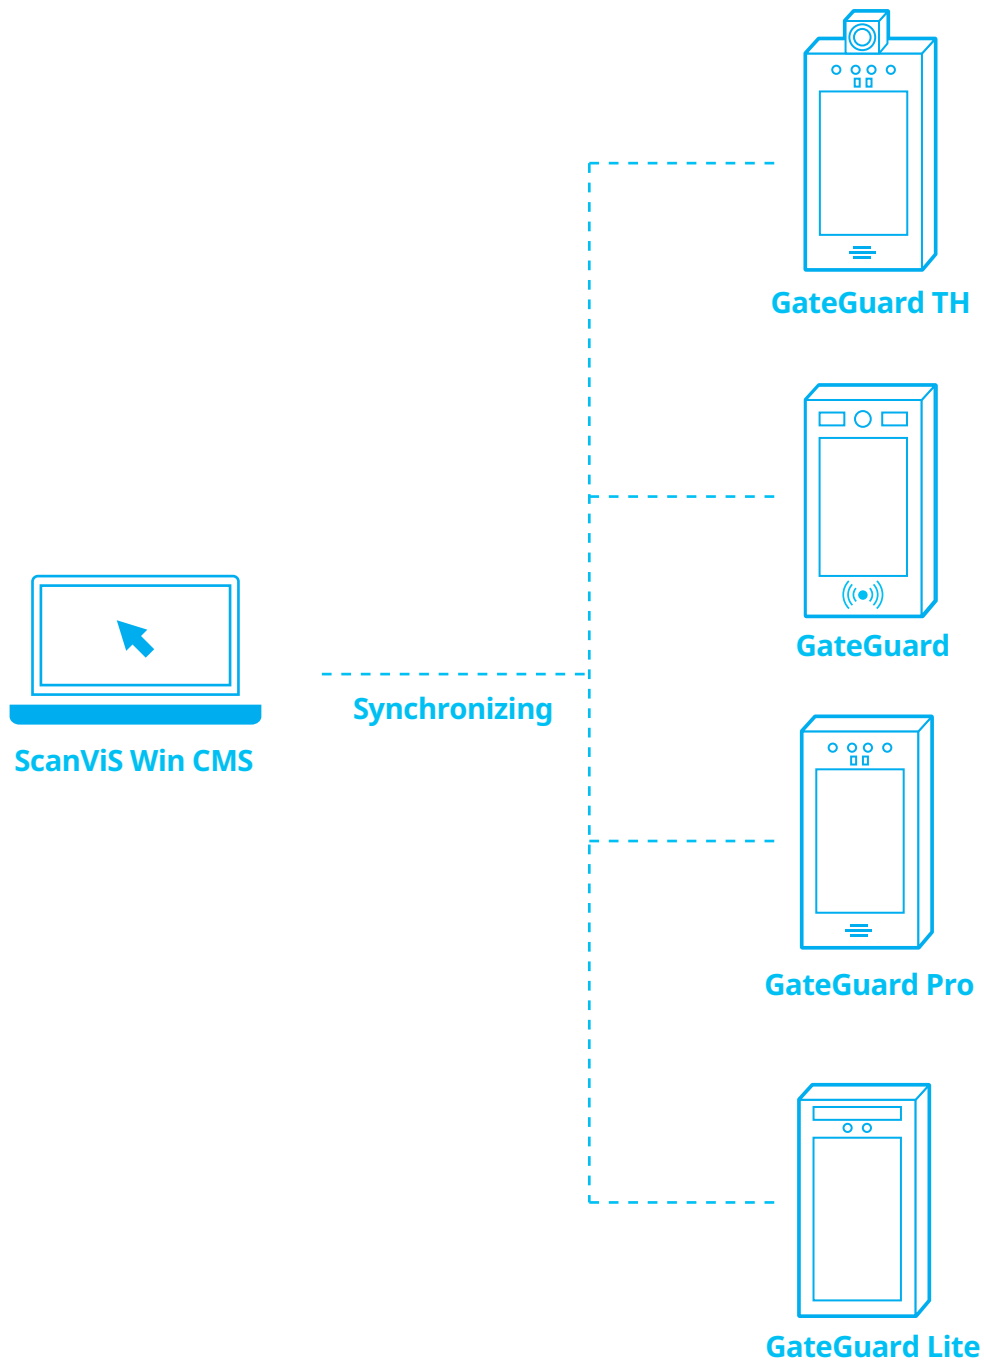 GateGuard TH
GateGuard
Synchronizing
ScanViS Win CMS
GateGuard Pro
GateGuard Lite